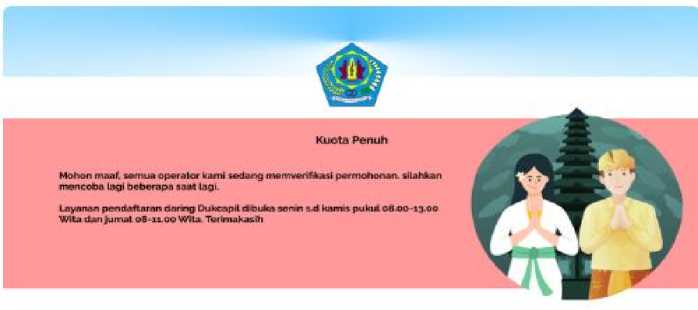 Kuota Penuh
Mohon maaf, semua operator kami sedang memverifikasi permohonan. silahkan
mencoba lagi beberapa saat lagi.
Layanan pendaftaran daring Dukcapil dibuka senin s.d kamis pukul 08.00-13.00
Wita dan jumat 08-11.00 Wita. Terimakasih